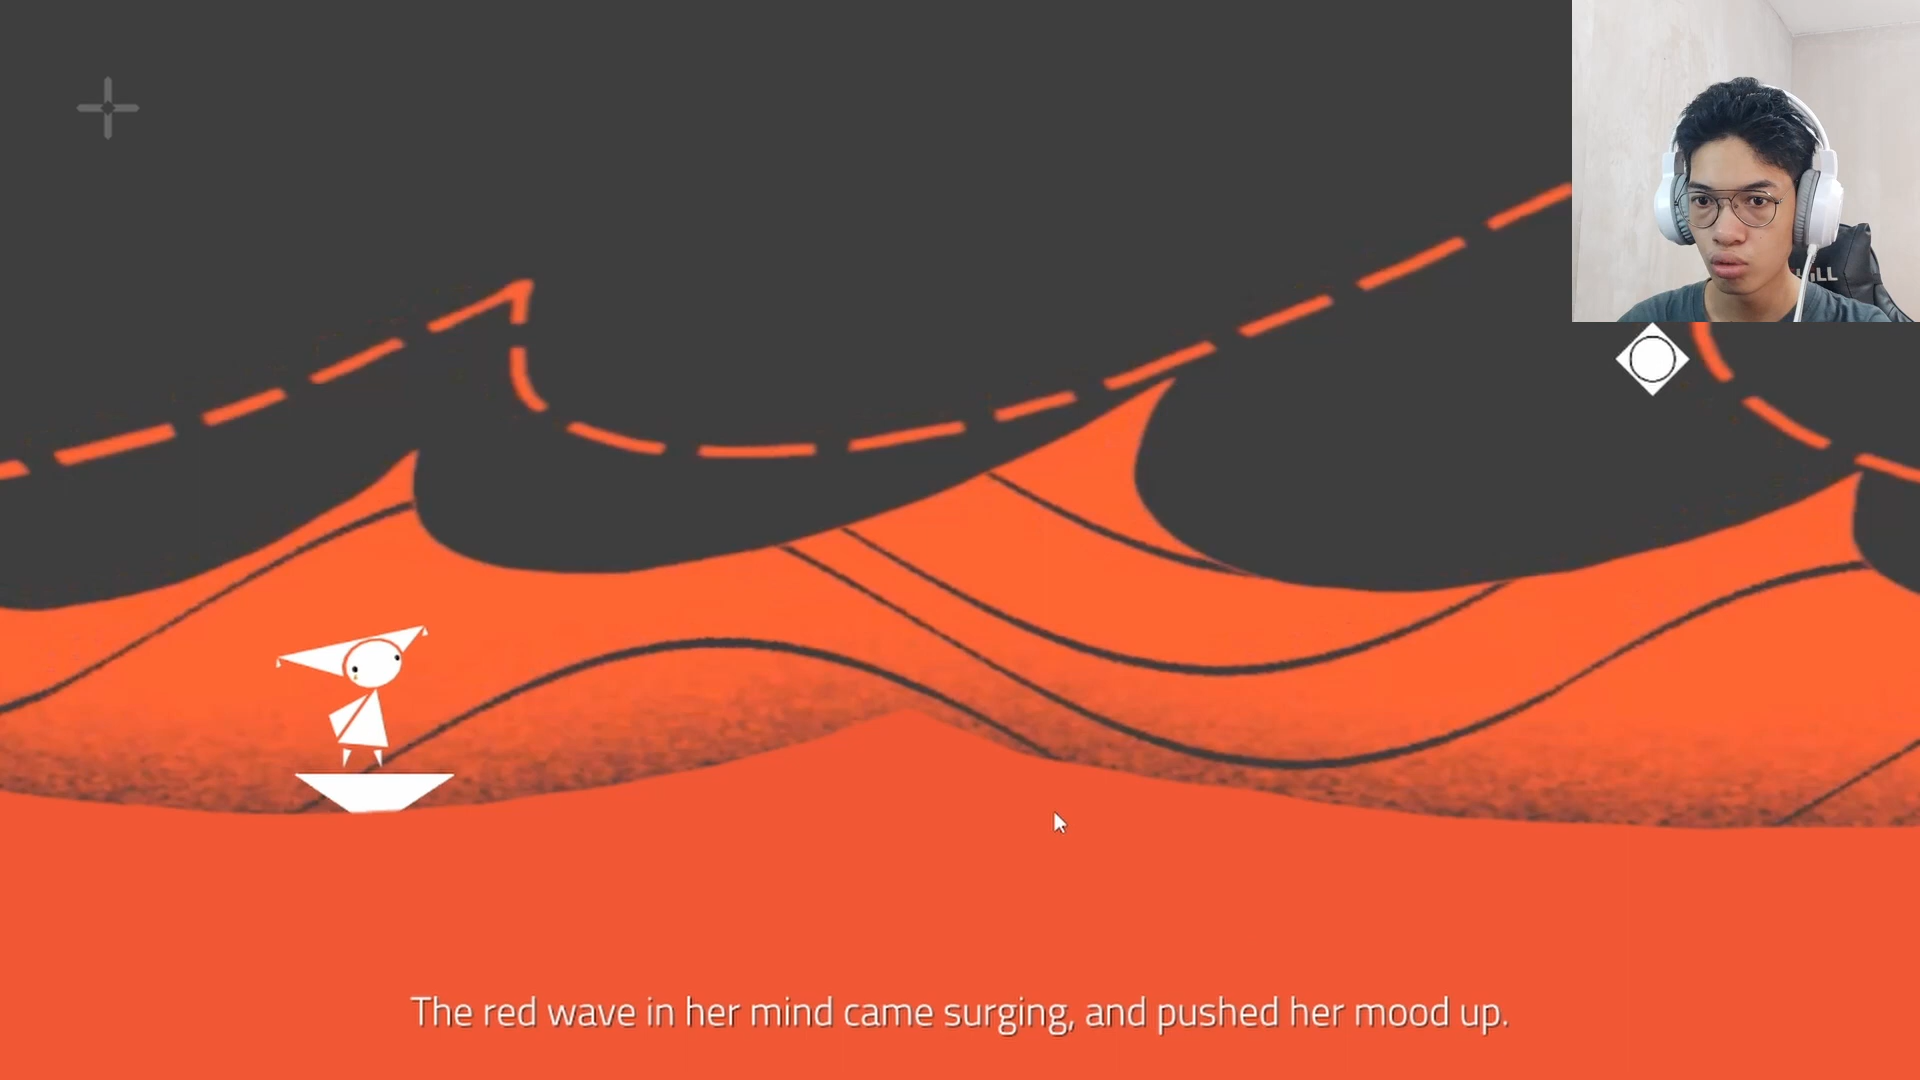 The red wave in her mind came surging, and pushed her mood up.